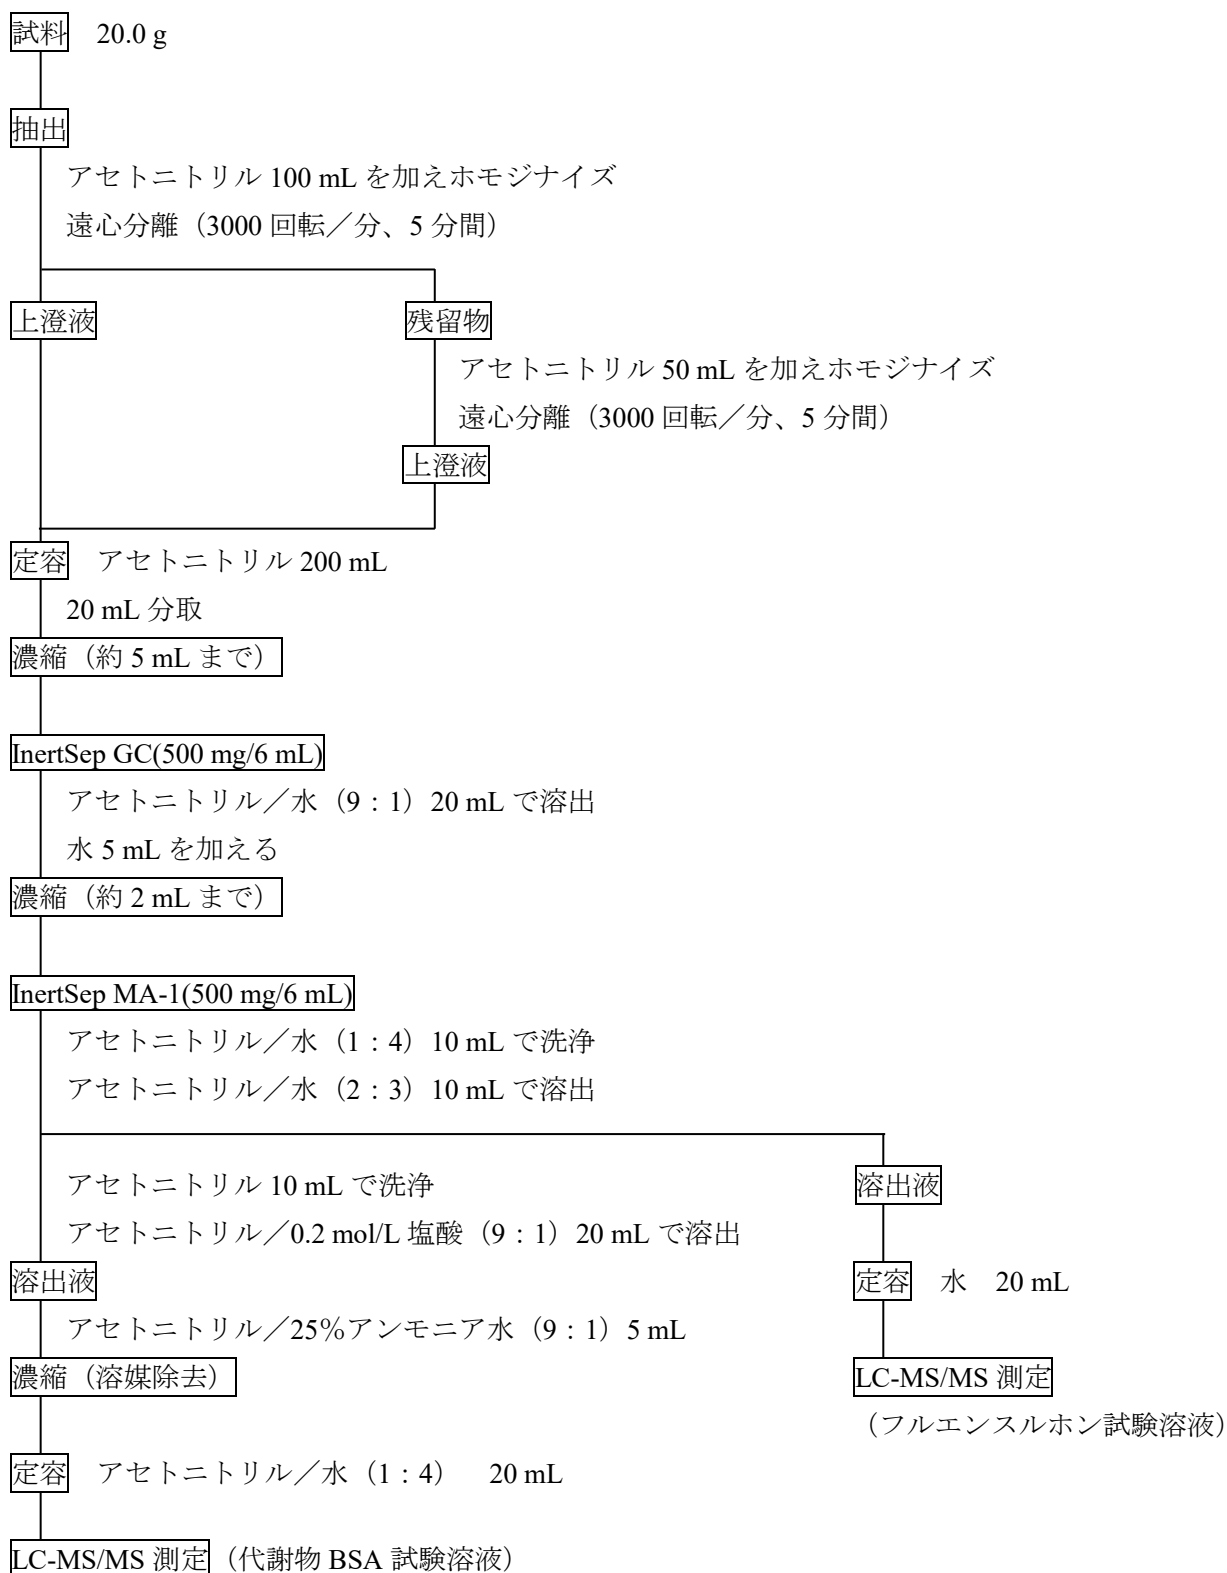 試料 20.0 g
抽出
アセトニトリル 100 mL を加えホモジナイズ
遠心分離（3000 回転／分、5 分間）
上澄液 残留物
アセトニトリル 50 mL を加えホモジナイズ
遠心分離（3000 回転／分、5 分間）
上澄液
定容 アセトニトリル 200 mL
20 mL 分取
濃縮（約 5 mL まで）
InertSep GC(500 mg/6 mL)
アセトニトリル／水（9：1）20 mL で溶出
水 5 mL を加える
濃縮（約 2 mL まで）
InertSep MA-1(500 mg/6 mL)
アセトニトリル／水（1：4）10 mL で洗浄
アセトニトリル／水（2：3）10 mL で溶出
アセトニトリル 10 mL で洗浄 溶出液
アセトニトリル／0.2 mol/L 塩酸（9：1）20 mL で溶出
溶出液 定容 水 20 mL
アセトニトリル／25％アンモニア水（9：1）5 mL
濃縮（溶媒除去） LC-MS/MS 測定
（フルエンスルホン試験溶液）
定容 アセトニトリル／水（1：4） 20 mL
LC-MS/MS 測定（代謝物 BSA 試験溶液）